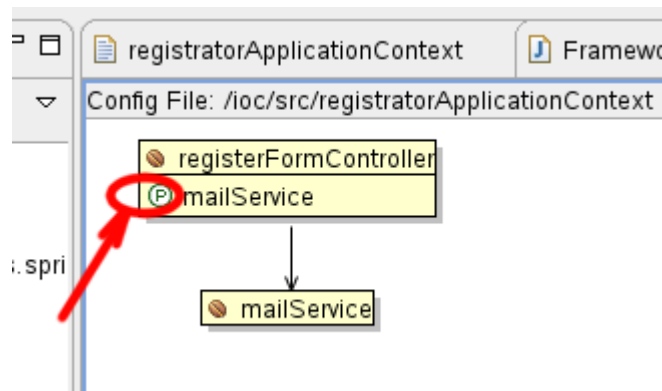 registratorApplicationContext
J Framewo
Config File: /ioc/src/registratorApplicationContext
registerFormController
P mailService
s.spri
mailService